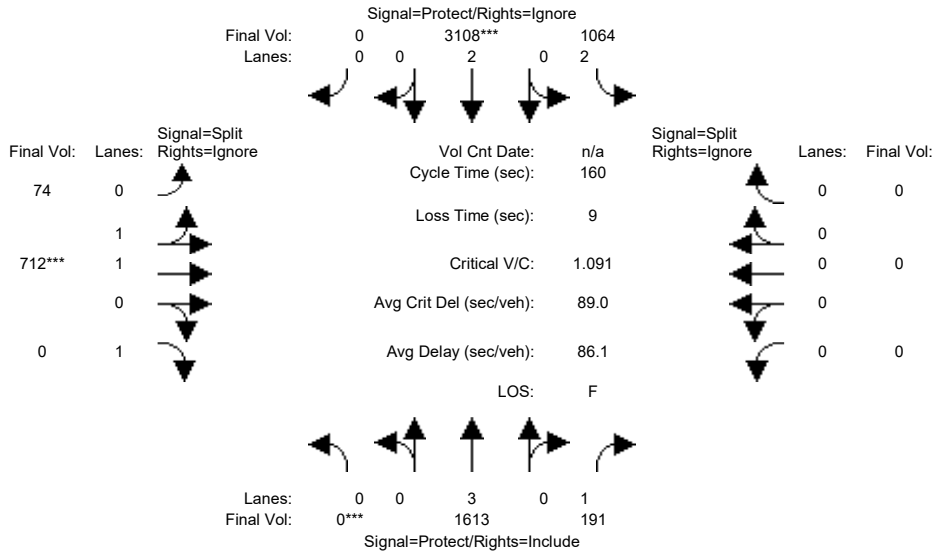 Signal=Protect/Rights=Ignore
Final Vol: 0 3108*** 1064
Lanes: 0 0 2 0 2
Signal=Split
Final Vol: Lanes: Rights=Ignore
Vol Cnt Date: n/a
Signal=Split
Rights=Ignore Lanes: Final Vol:
Cycle Time (sec): 160
74 0
0 0
Loss Time (sec): 9
1
0
712*** 1
Critical V/C: 1.091
0 0
0
Avg Crit Del (sec/veh): 89.0
0
0 1
Avg Delay (sec/veh): 86.1
0 0
LOS: F
Lanes: 0 0 3 0 1
Final Vol: 0*** 1613 191
Signal=Protect/Rights=Include